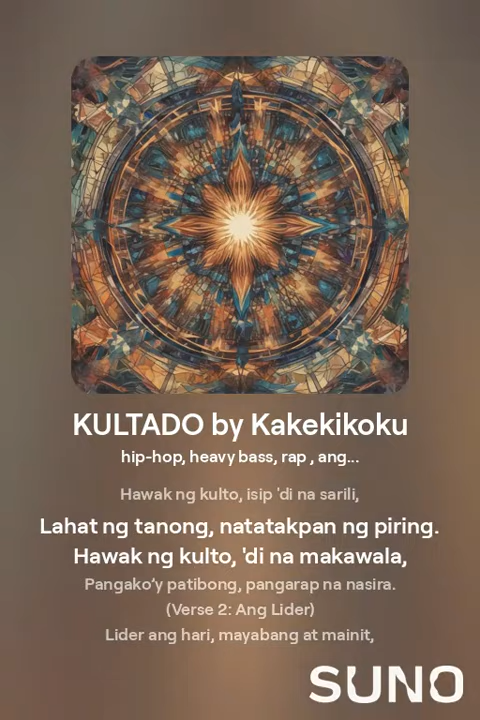 KULTADO by Kakekikoku
hip-hop, heavy bass, rap , ang...
Hawak ng kulto, isip 'di na sarili,
Lahat ng tanong, natatakpan ng piring.
Hawak ng kulto, 'di na makawala,
Pangako’y patibong, pangarap na nasira.
(Verse 2: Ang Lider)
Lider ang hari, mayabang at mainit,
SUNO